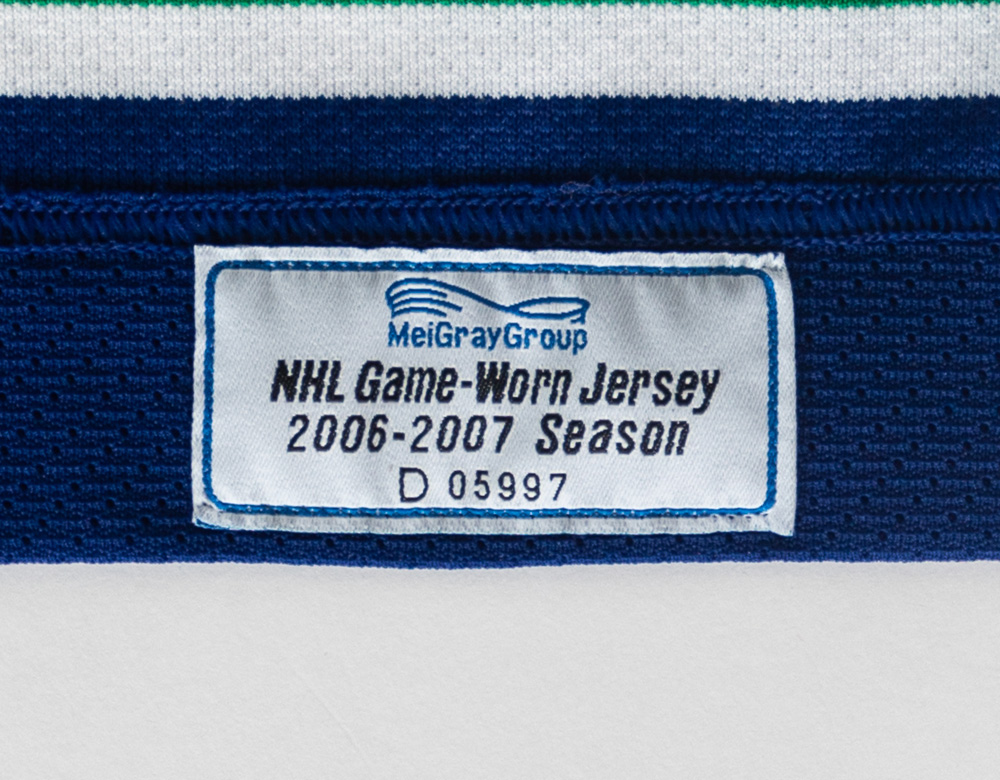 MeiGrayGroup
NHL Game-Worn Jersey
2006-2007 Season
D 05997